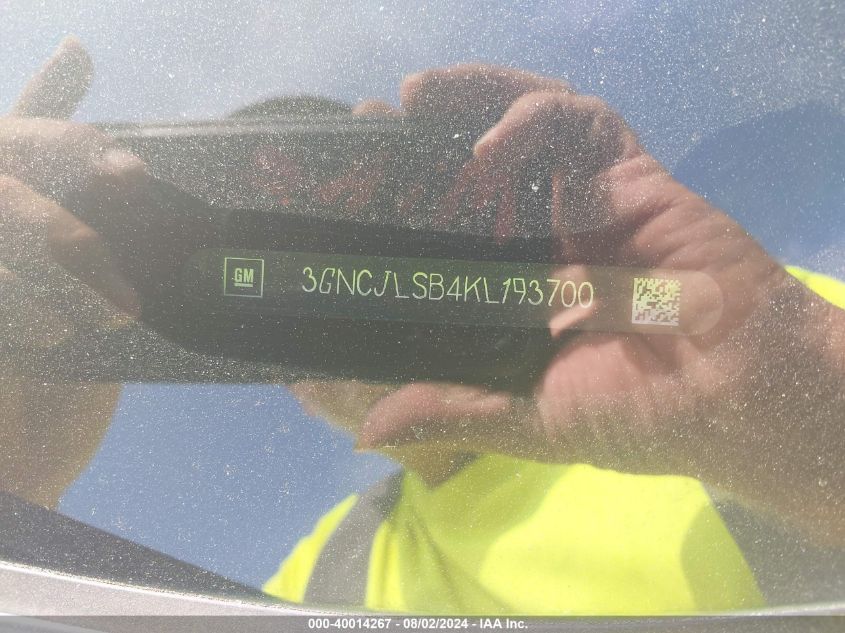 GM 3GNCJLSB4KL193700
000-40014267 - 08/02/2024 - IAA Inc.